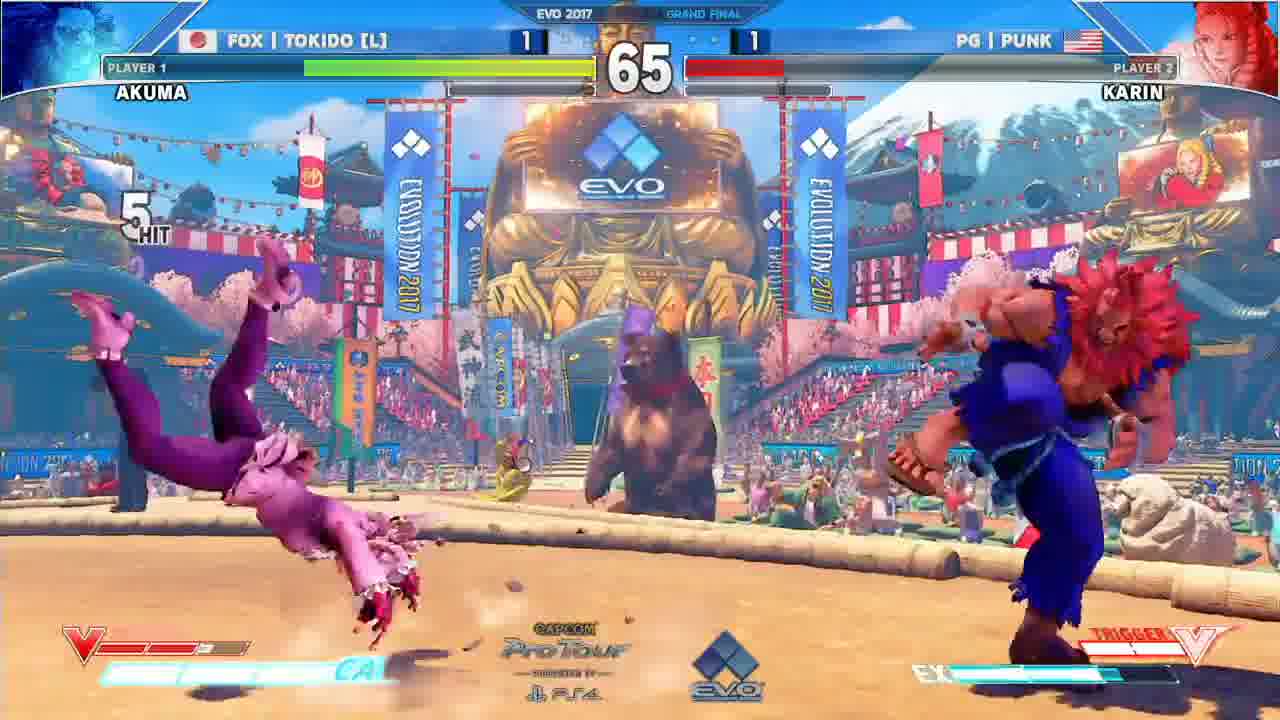 EVO 2017 GRAND FINAL
FOX | TOKIDO [L] 1 65 1 PG | PUNK
PLAYER 1 PLAYER 2
AKUMA KARIN
EVO
EVOLUTION 2017
EVOLUTION 2017
5
HIT
CAPCOM
TRIGGER
V
V
CA
EX
CAPCOM
Pro Tour
PS4
EVO